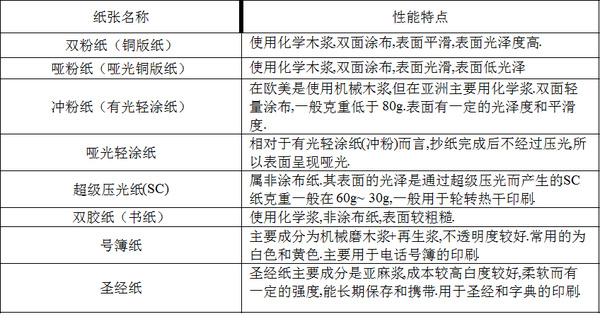 纸张名称 性能特点
双粉纸（铜版纸） 使用化学木浆,双面涂布,表面平滑,表面光泽度高.
哑粉纸（哑光铜版纸） 使用化学木浆,双面涂布,表面光滑,表面低光泽
冲粉纸（有光轻涂纸） 在欧美是使用机械木浆,但在亚洲主要用化学浆.双面轻
量涂布,一般克重低于 80g.表面有一定的光泽度和平滑
度.
哑光轻涂纸 相对于有光轻涂纸(冲粉)而言,抄纸完成后不经过压光,所
以表面呈现哑光.
超级压光纸(SC) 属非涂布纸.其表面的光泽是通过超级压光而产生的SC
纸克重一般在 60g~ 30g,一般用于轮转热干印刷.
双胶纸（书纸） 使用化学浆,非涂布纸,表面较粗糙.
号簿纸 主要成分为机械磨木浆+再生浆,不透明度较好.常用的为
白色和黄色.主要用于电话号簿的印刷.
圣经纸 圣经纸主要成分是亚麻浆,成本较高白度较好,柔软而有
一定的强度,能长期保存和携带.用于圣经和字典的印刷.